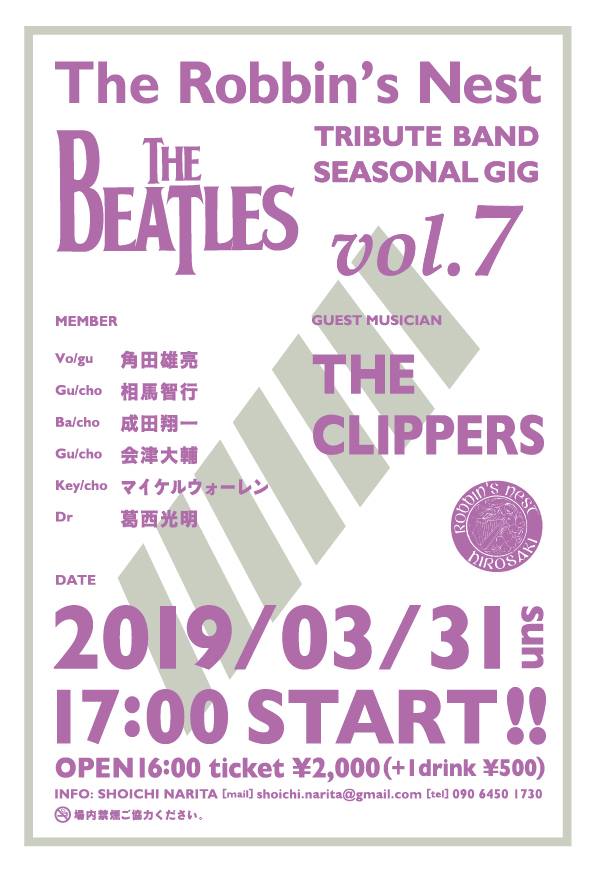 The Robbin's Nest
THE
BEATLES
TRIBUTE BAND
SEASONAL GIG
vol.7
MEMBER
Vo/gu 角田雄亮
Gu/cho 相馬智行
Ba/cho 成田翔一
Gu/cho 会津大輔
Key/cho マイケルウォーレン
Dr 葛西光明
GUEST MUSICIAN
THE
CLIPPERS
ROBBIN'S NEST
HIROSAKI
DATE
2019/03/31 sun
17:00 START!!
OPEN16:00 ticket ¥2,000(+1drink ¥500)
INFO: SHOICHI NARITA [mail] shoichi.narita@gmail.com [tel] 090 6450 1730
場内禁煙ご協力ください。